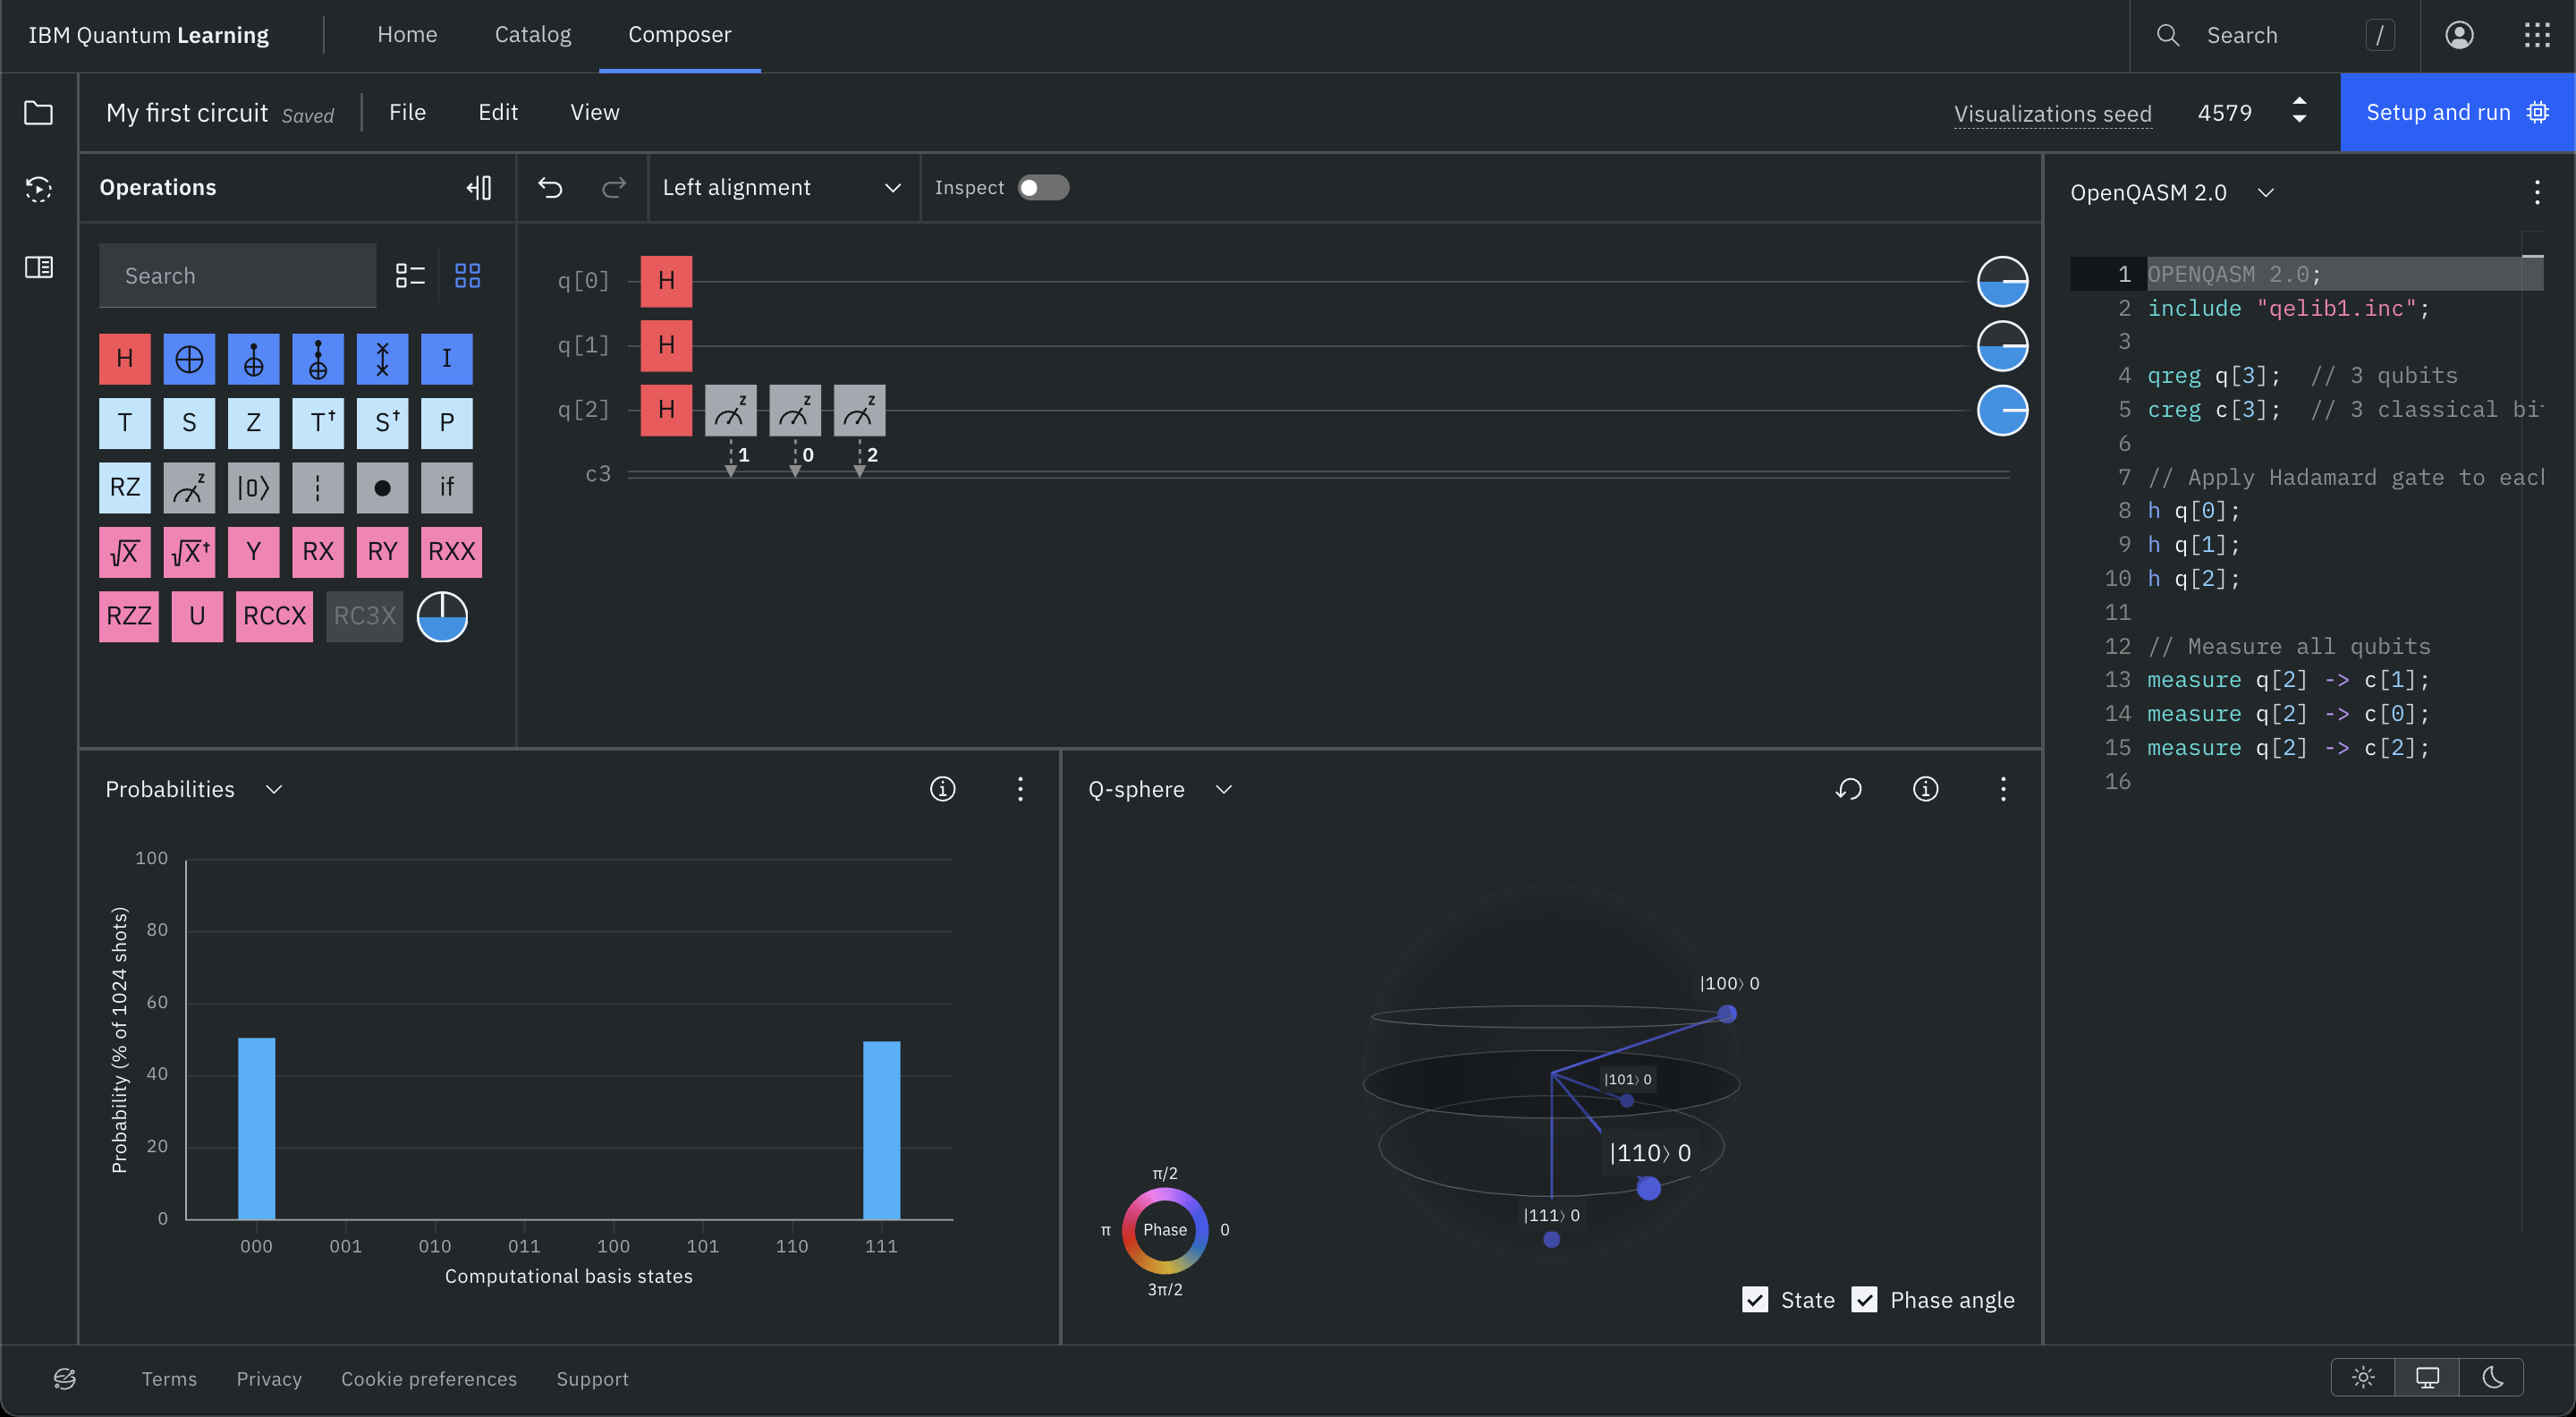 IBM Quantum Learning
Home
Catalog
Composer
Search
/
My first circuit Saved
File
Edit
View
Visualizations seed
4579
Setup and run
Operations
Left alignment
Inspect
OpenQASM 2.0
Search
H
I
T
S
Z
T†
S†
P
RZ
z
|0⟩
if
√X
√X†
Y
RX
RY
RXX
RZZ
U
RCCX
RC3X
q[0]
H
q[1]
H
q[2]
H
z
z
z
1
0
2
c3
1 OPENQASM 2.0;
2 include "qelib1.inc";
3
4 qreg q[3];  // 3 qubits
5 creg c[3];  // 3 classical bi
6
7 // Apply Hadamard gate to eac
8 h q[0];
9 h q[1];
10 h q[2];
11
12 // Measure all qubits
13 measure q[2] -> c[1];
14 measure q[2] -> c[0];
15 measure q[2] -> c[2];
16
Probabilities
Probability (% of 1024 shots)
100
80
60
40
20
0
000
001
010
011
100
101
110
111
Computational basis states
Q-sphere
|100⟩ 0
|101⟩ 0
|110⟩ 0
|111⟩ 0
π/2
π
Phase
0
3π/2
State
Phase angle
Terms
Privacy
Cookie preferences
Support